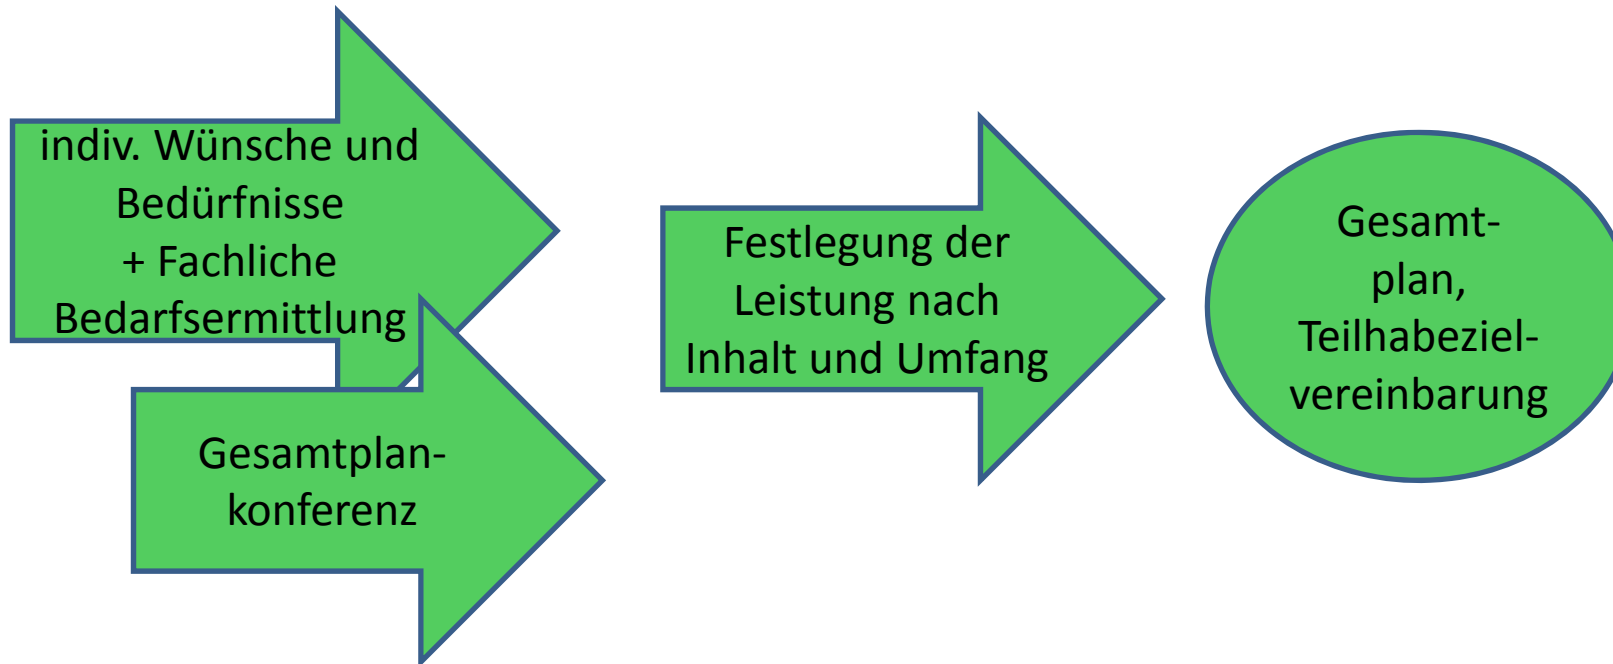 indiv. Wünsche und
Bedürfnisse
+ Fachliche
Bedarfsermittlung
Gesamtplan-
konferenz
Festlegung der
Leistung nach
Inhalt und Umfang
Gesamt-
plan,
Teilhabeziel-
vereinbarung